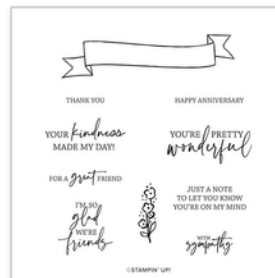 THANK YOU
HAPPY ANNIVERSARY
YOUR kindness
MADE MY DAY!
YOU'RE PRETTY
wonderful
FOR A great FRIEND
JUST A NOTE
TO LET YOU KNOW
YOU'RE ON MY MIND
I'M SO
glad
WE'RE
friends
WITH
sympathy
©STAMPIN' UP!